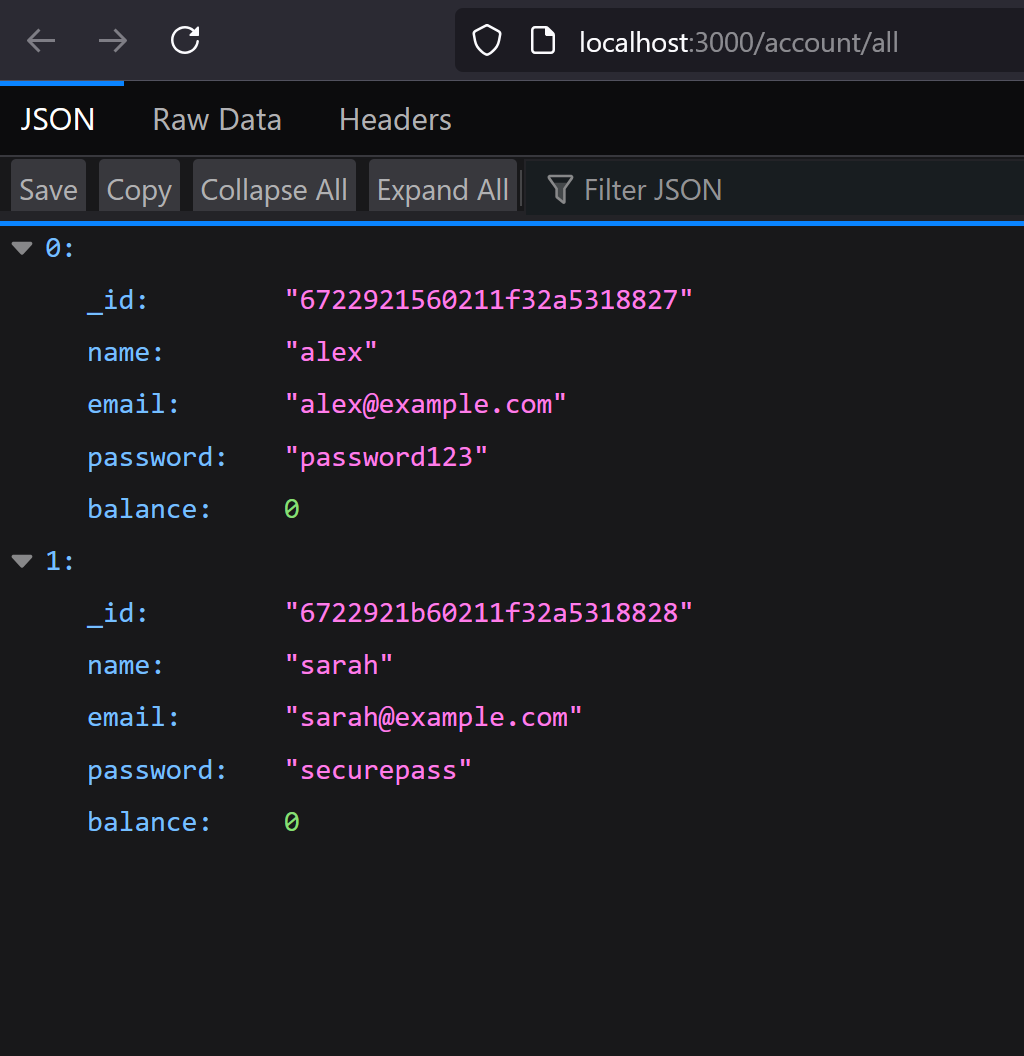 localhost:3000/account/all
JSON Raw Data Headers
Save Copy Collapse All Expand All Filter JSON
0:
_id: "6722921560211f32a5318827"
name: "alex"
email: "alex@example.com"
password: "password123"
balance: 0
1:
_id: "6722921b60211f32a5318828"
name: "sarah"
email: "sarah@example.com"
password: "securepass"
balance: 0